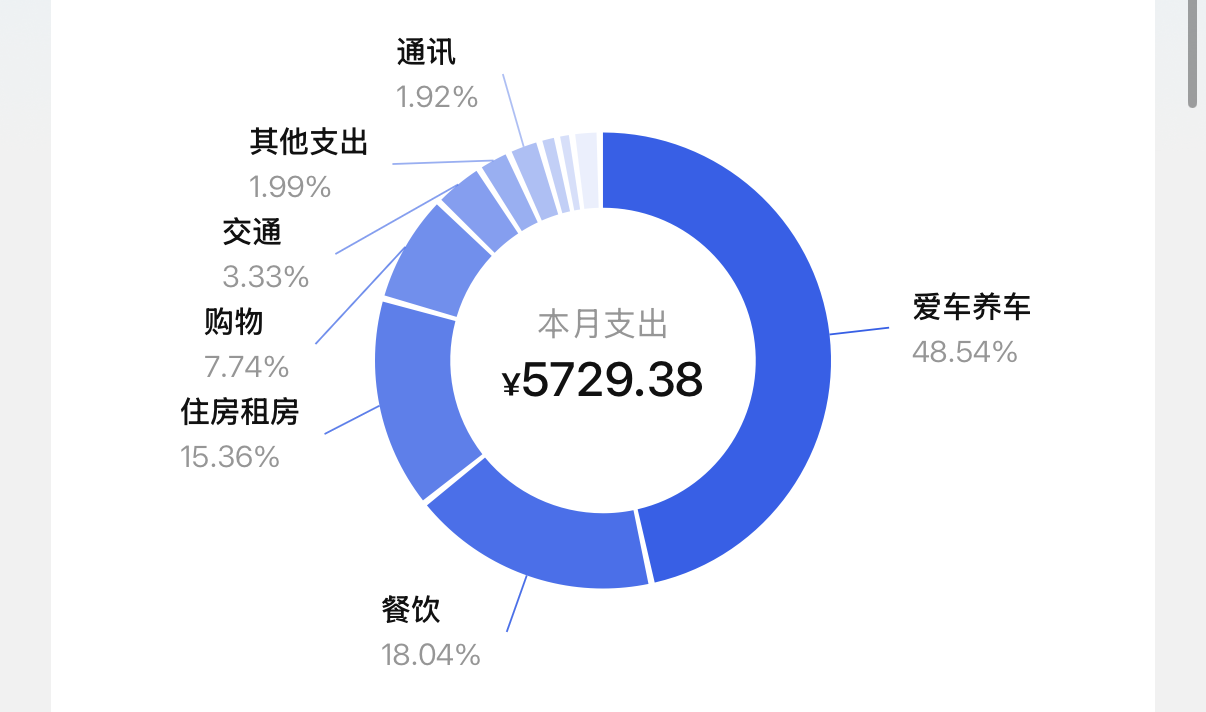 通讯
1.92%
其他支出
1.99%
交通
3.33%
购物
7.74%
住房租房
15.36%
餐饮
18.04%
本月支出
¥5729.38
爱车养车
48.54%